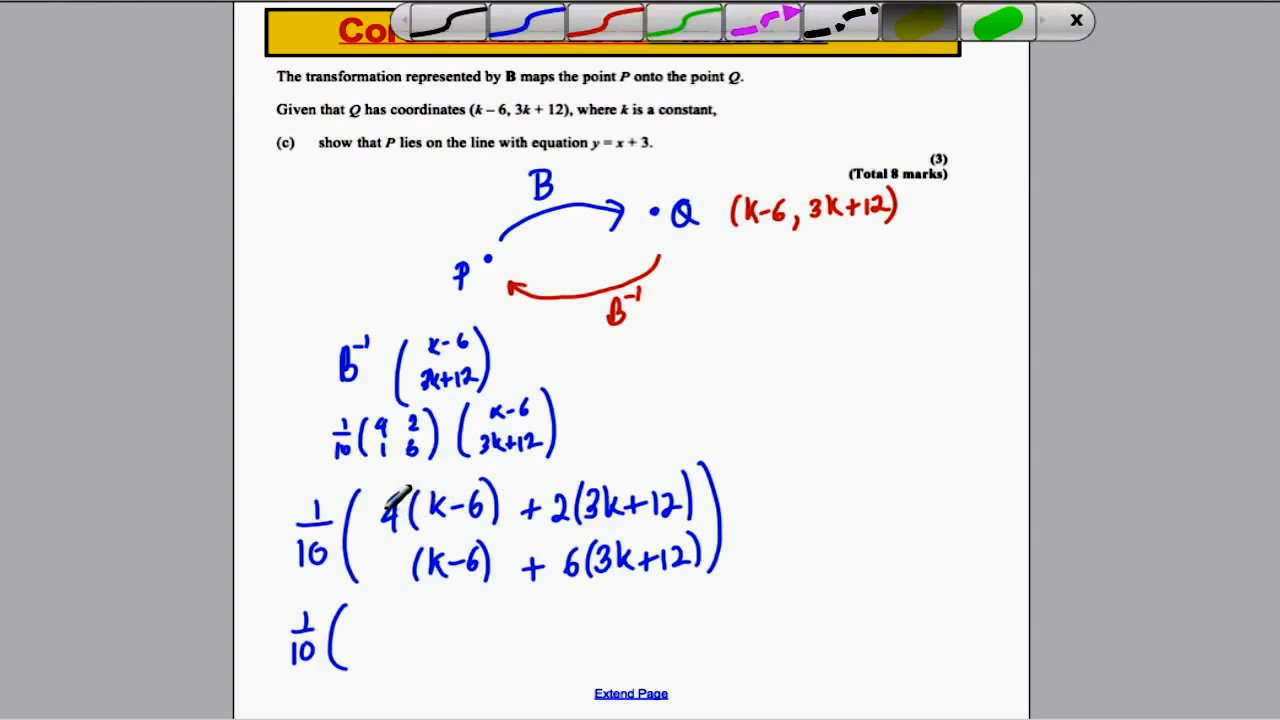 x
The transformation represented by B maps the point P onto the point Q.
Given that Q has coordinates (k – 6, 3k + 12), where k is a constant,
(c) show that P lies on the line with equation y = x + 3.
(3)
(Total 8 marks)
B
Q (k-6, 3k+12)
P
B⁻¹
B⁻¹ (k-6
3k+12)
1/10 (4 2
1 6) (k-6
3k+12)
1/10 (4(k-6) + 2(3k+12)
(k-6) + 6(3k+12))
1/10 (
Extend Page